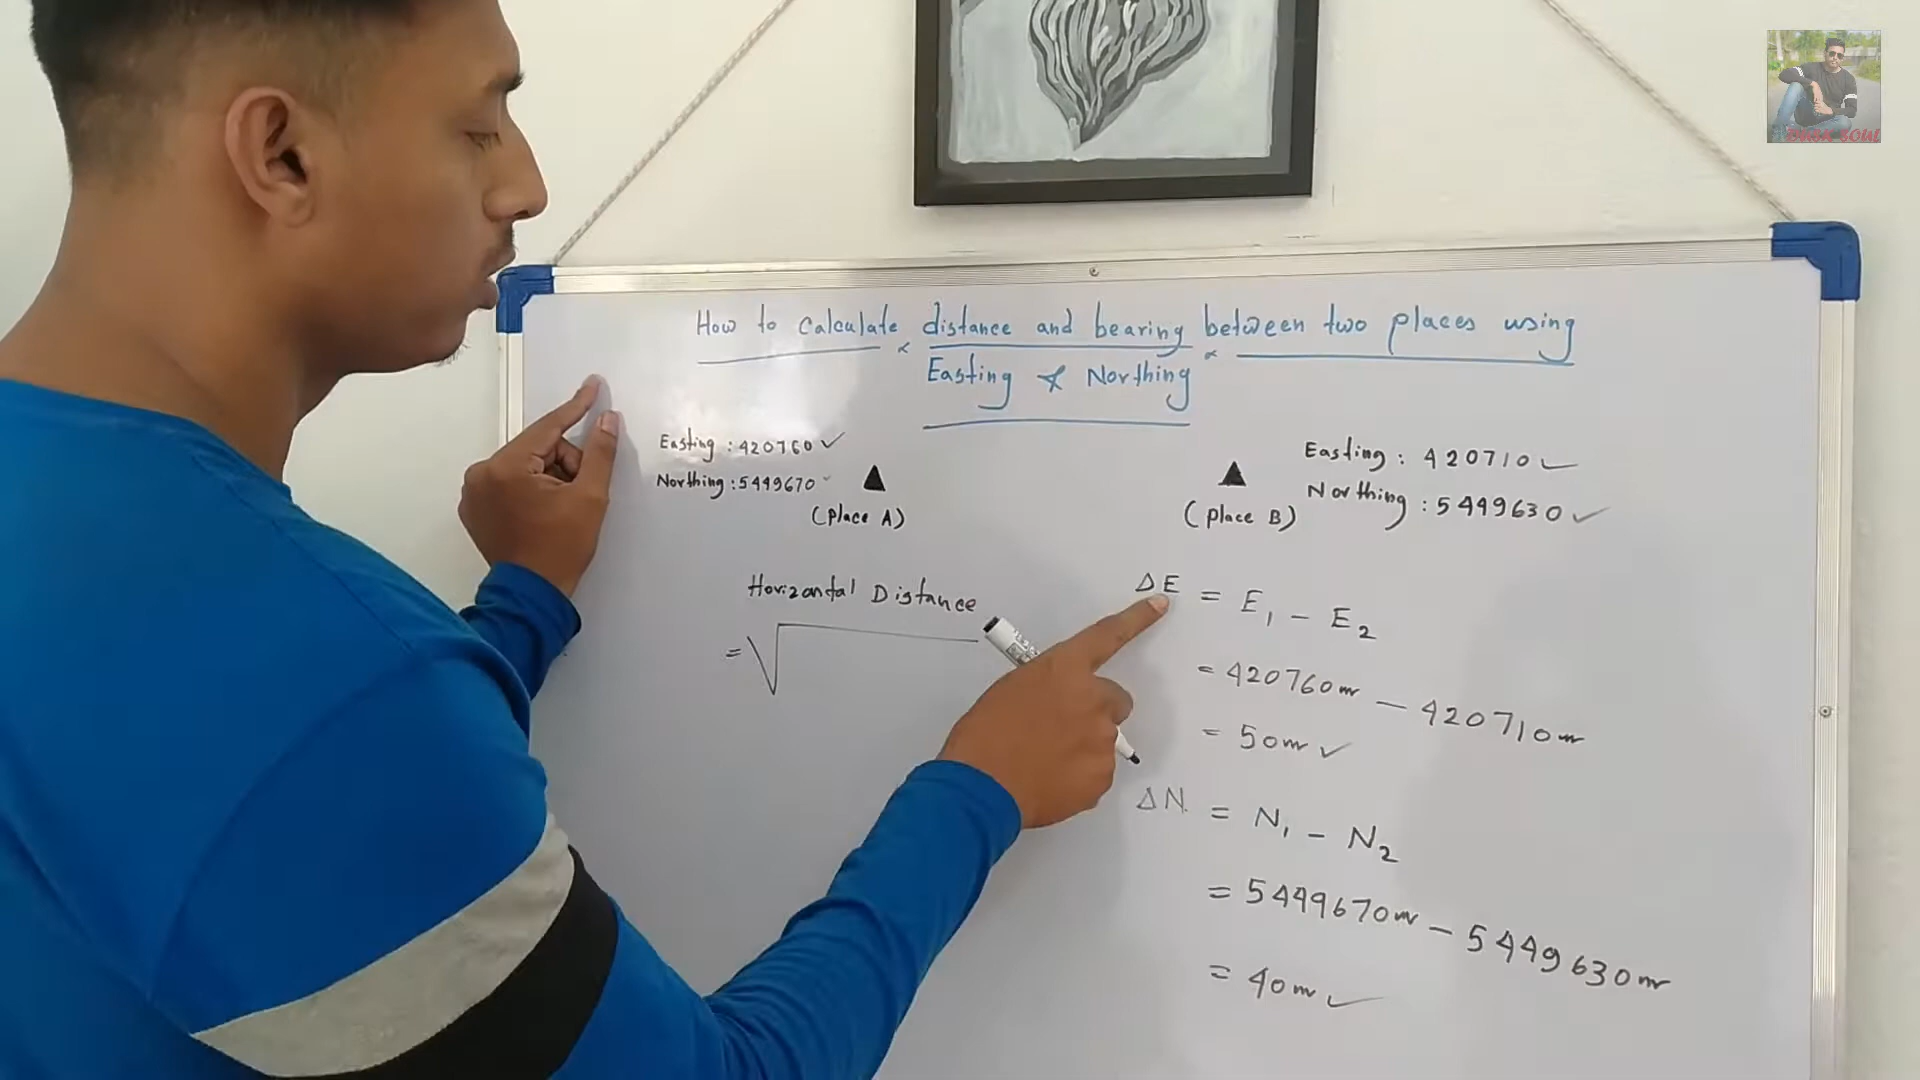 How to calculate distance and bearing between two places using
Easting & Northing
Easting : 420760 ✓
Northing : 5449670
(place A)
Easting : 420710 ✓
Northing : 5449630 ✓
(place B)
Horizontal Distance
= √
ΔE = E₁ - E₂
= 420760m - 420710m
= 50m ✓
ΔN = N₁ - N₂
= 5449670m - 5449630m
= 40m ✓
SOUL